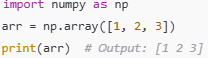 import numpy as np
arr = np.array([1, 2, 3])
print(arr)  # Output: [1 2 3]